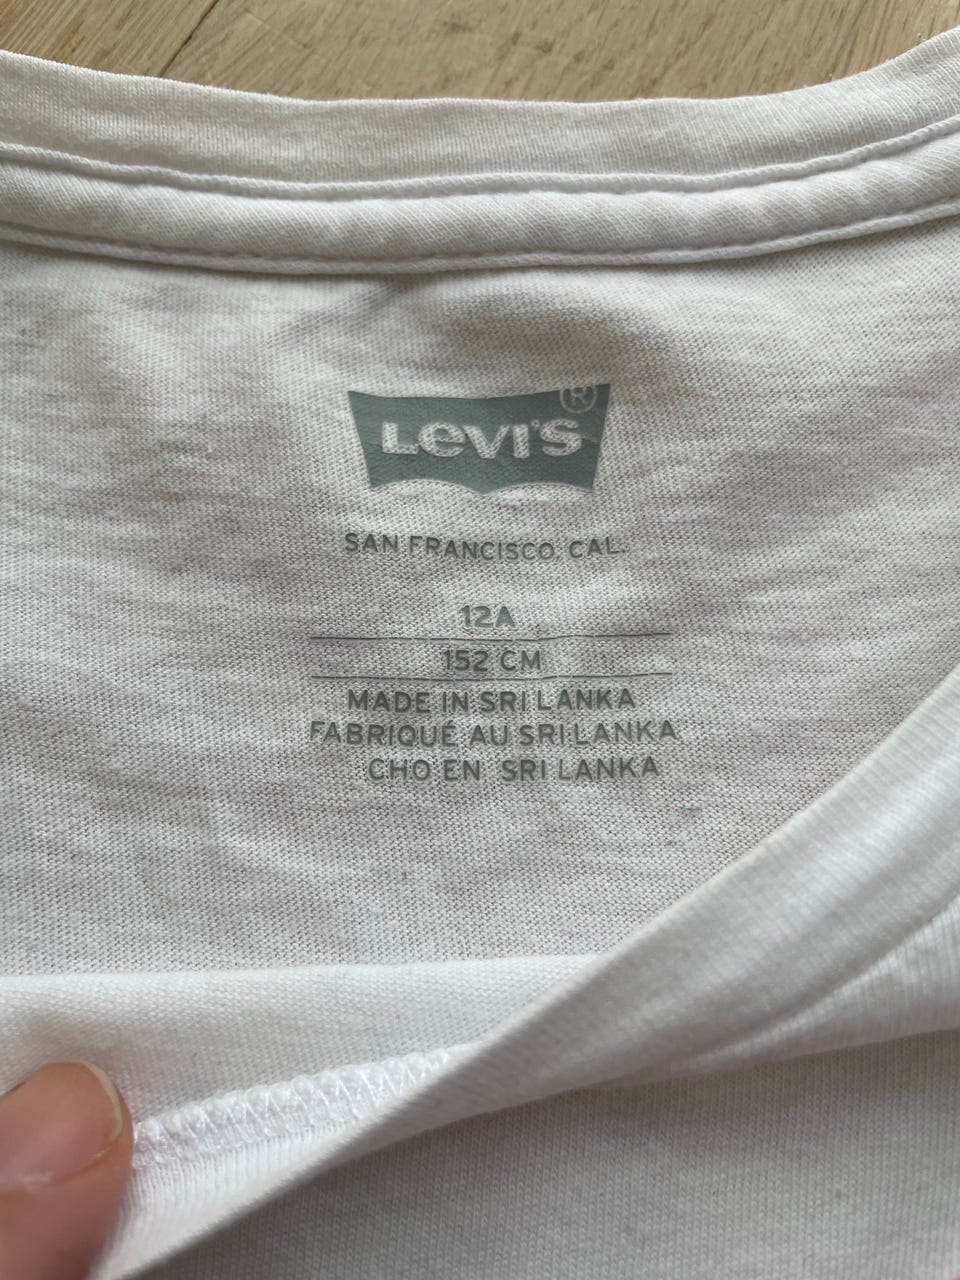 LEVI'S ®
SAN FRANCISCO, CAL.
12A
152 CM
MADE IN SRI LANKA
FABRIQUÉ AU SRI LANKA
CHO EN SRI LANKA